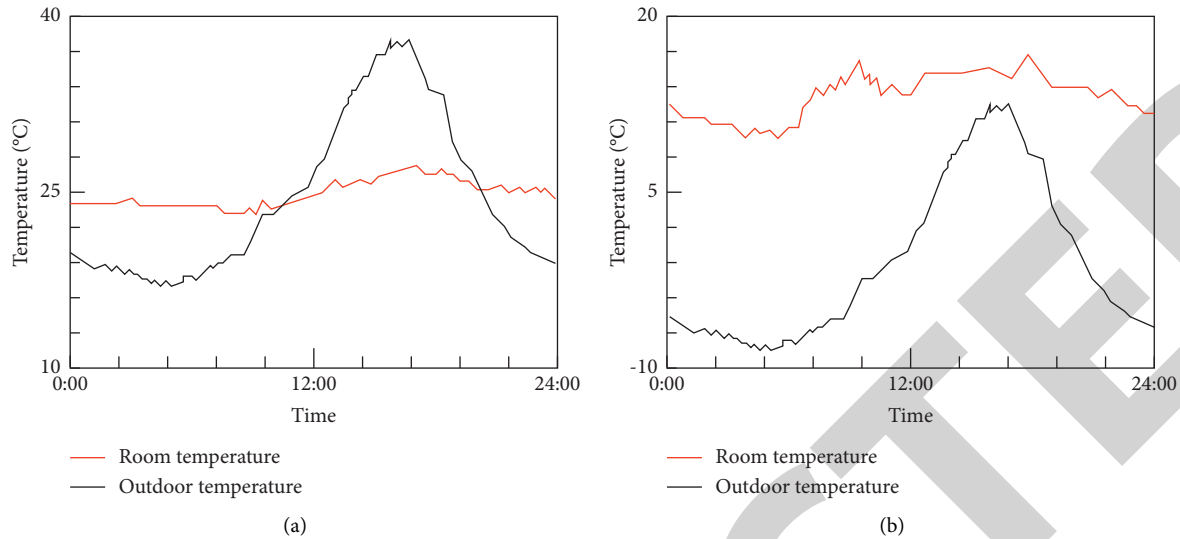 40
25
10
Temperature (°C)
0:00
12:00
24:00
Time
Room temperature
Outdoor temperature
(a)
20
5
-10
Temperature (°C)
0:00
12:00
24:00
Time
Room temperature
Outdoor temperature
(b)